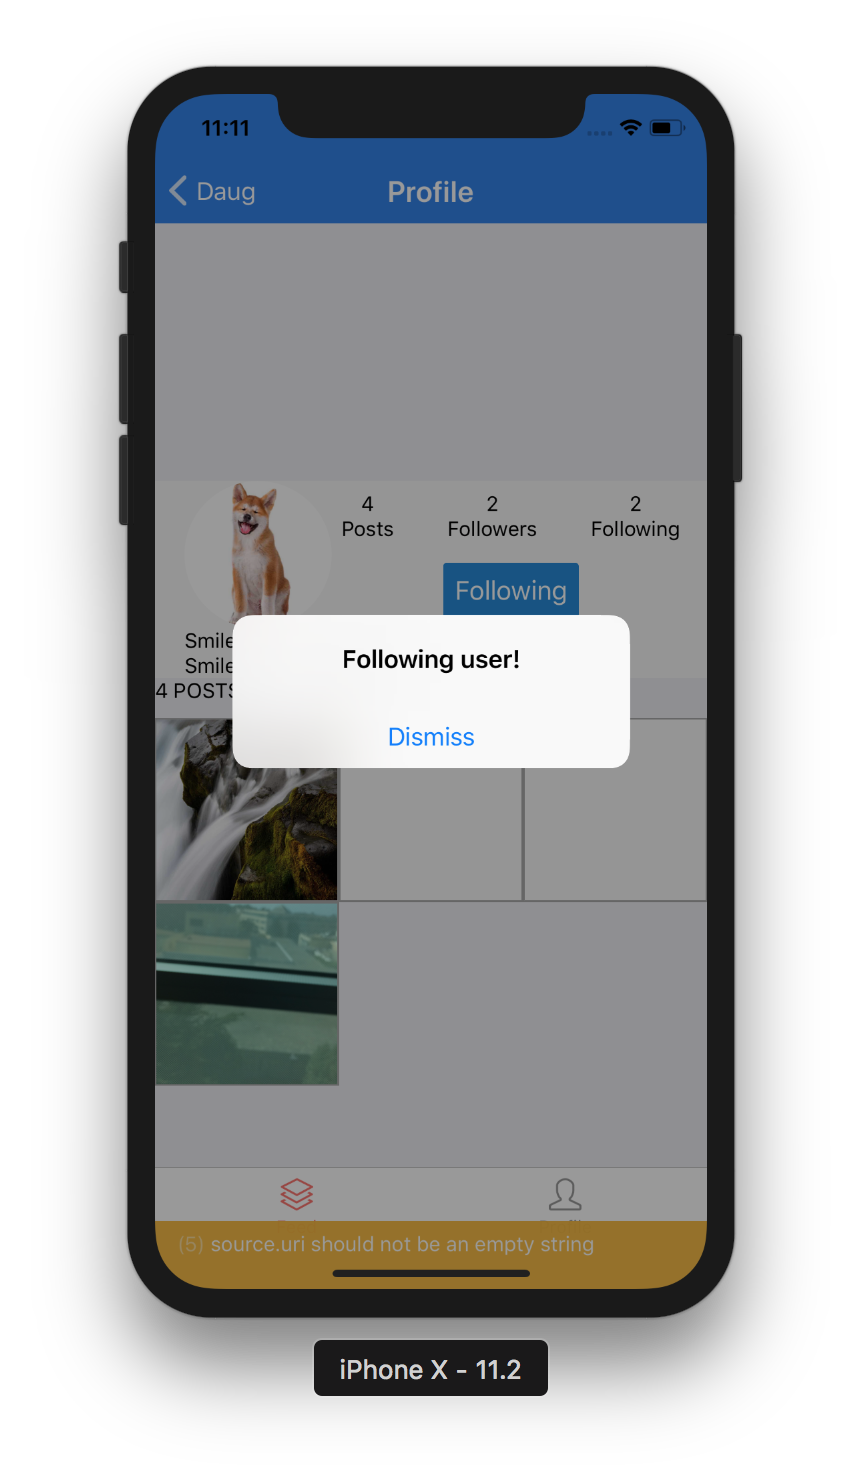 11:11
Daug
Profile
4
2
2
Posts
Followers
Following
Following
Smile
Smile
4 POSTS
Following user!
Dismiss
(5) source.uri should not be an empty string
iPhone X - 11.2